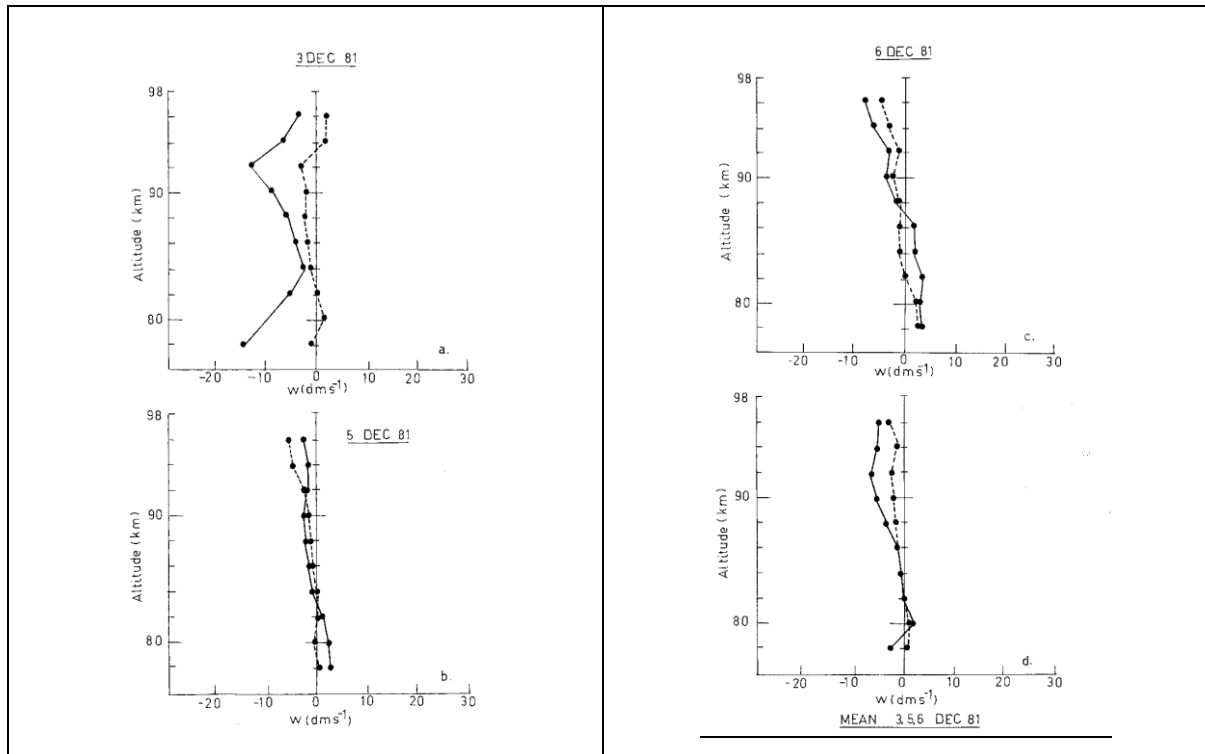 3 DEC 81
98
90
80
Altitude (km)
a.
-20 -10 0 10 20 30
w(dms⁻¹)
5 DEC 81
98
90
80
Altitude (km)
b.
-20 -10 0 10 20 30
w(dms⁻¹)
6 DEC 81
98
90
80
Altitude (km)
c.
-20 -10 0 10 20 30
w(dms⁻¹)
98
90
80
Altitude (km)
d.
-20 -10 0 10 20 30
w(dms⁻¹)
MEAN 3,5,6 DEC 81